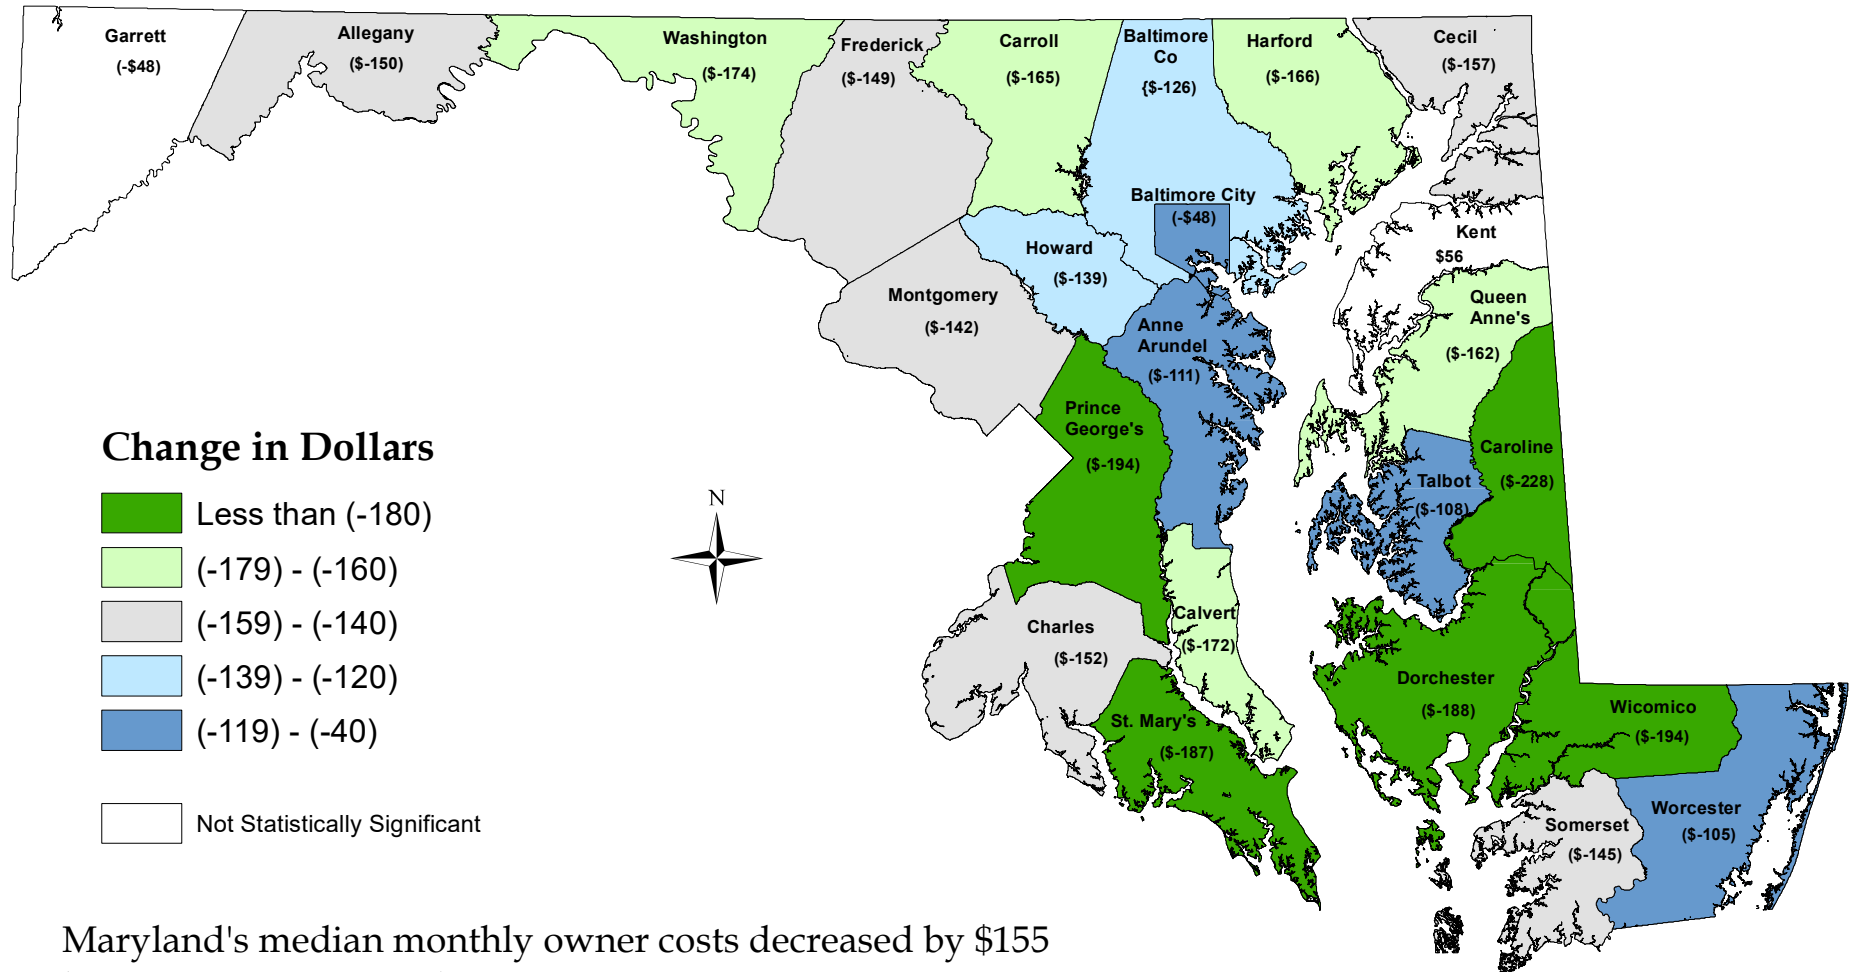 Garrett
(-$48)
Allegany
($-150)
Washington
($-174)
Frederick
($-149)
Carroll
($-165)
Baltimore
Co
{$-126)
Harford
($-166)
Cecil
($-157)
Baltimore City
(-$48)
Kent
$56
Howard
($-139)
Montgomery
($-142)
Anne
Arundel
($-111)
Queen
Anne's
($-162)
Prince
George's
($-194)
Caroline
($-228)
Talbot
($-108)
Calvert
($-172)
Charles
($-152)
St. Mary's
($-187)
Dorchester
($-188)
Wicomico
($-194)
Somerset
($-145)
Worcester
($-105)
Change in Dollars
Less than (-180)
(-179) - (-160)
(-159) - (-140)
(-139) - (-120)
(-119) - (-40)
Not Statistically Significant
N
Maryland's median monthly owner costs decreased by $155